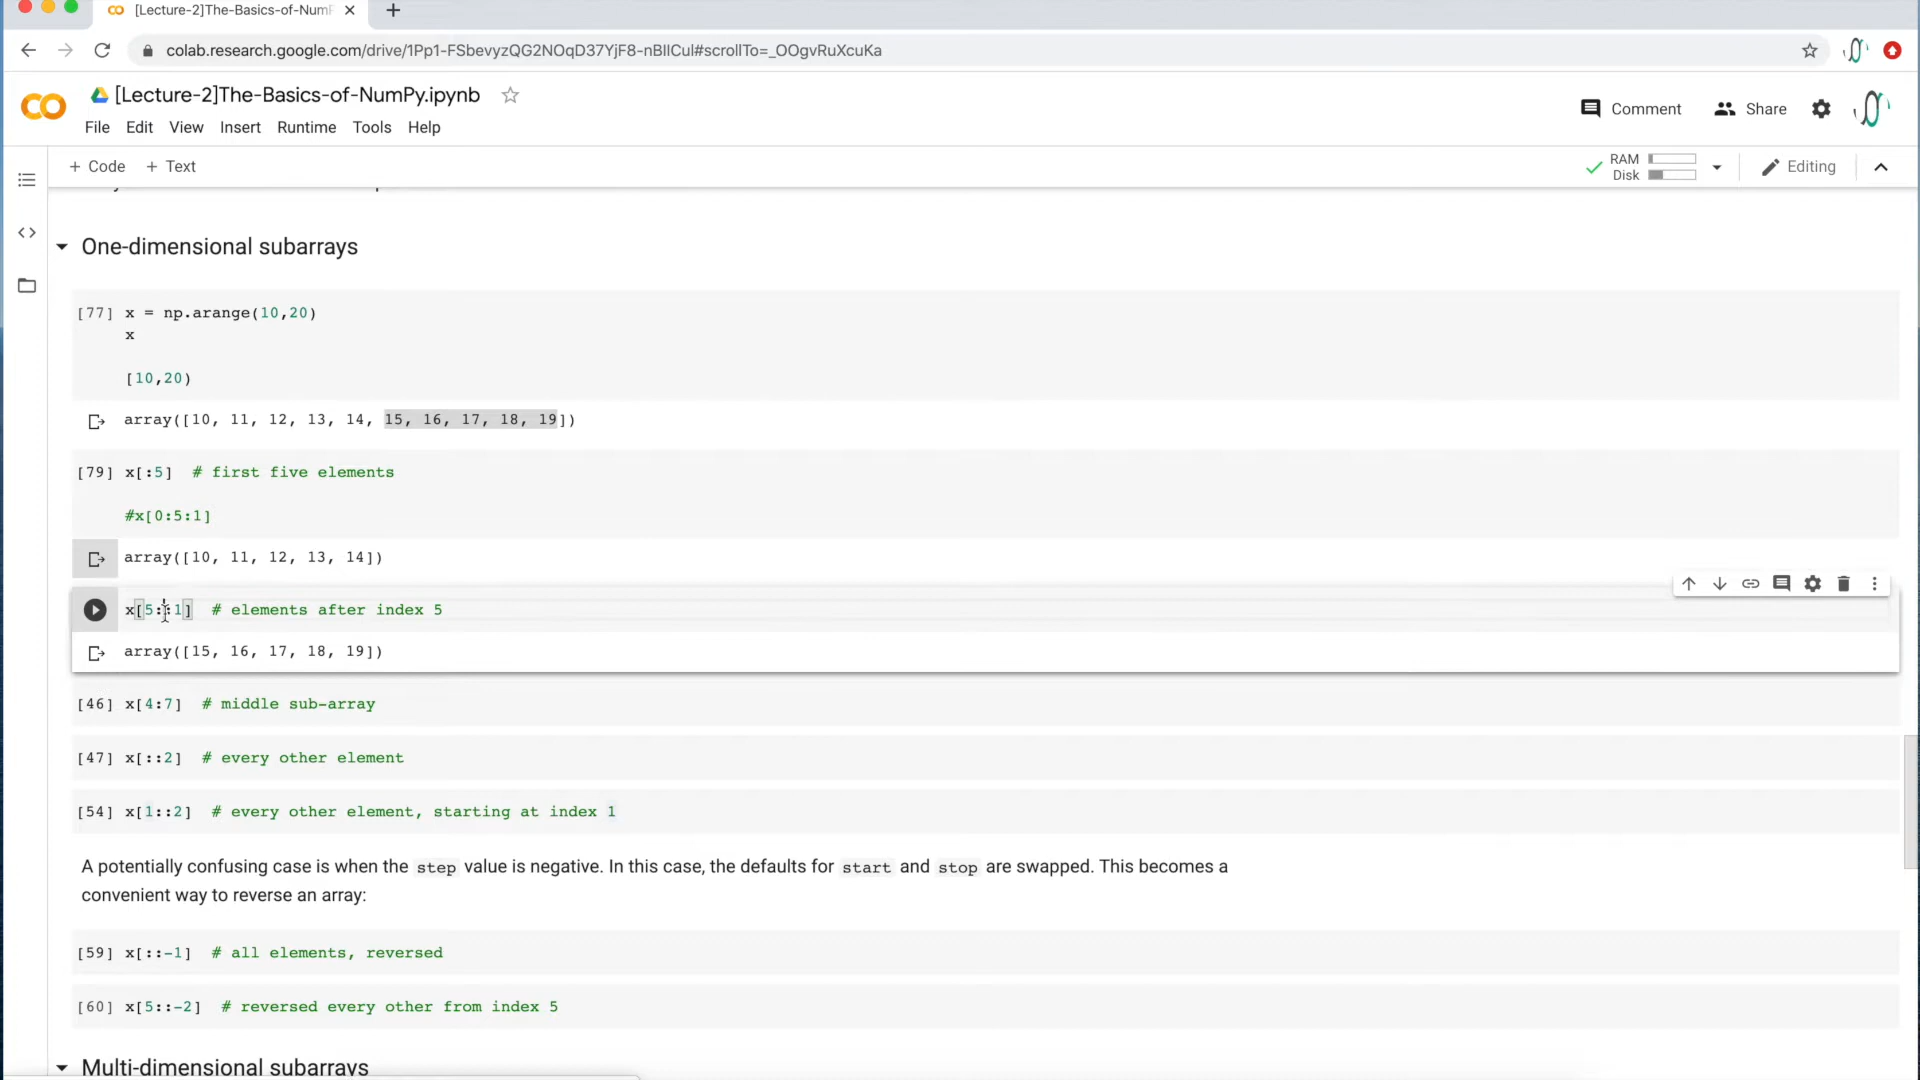 [Lecture-2]The-Basics-of-NumP
colab.research.google.com/drive/1Pp1-FSbevyzQG2NOqD37YjF8-nBIlCul#scrollTo=_OOgvRuXcuKa
[Lecture-2]The-Basics-of-NumPy.ipynb
Comment
Share
File Edit View Insert Runtime Tools Help
+ Code + Text
RAM
Disk
Editing
One-dimensional subarrays
[77] x = np.arange(10,20)
x
[10,20)
array([10, 11, 12, 13, 14, 15, 16, 17, 18, 19])
[79] x[:5] # first five elements
#x[0:5:1]
array([10, 11, 12, 13, 14])
x[5::1] # elements after index 5
array([15, 16, 17, 18, 19])
[46] x[4:7] # middle sub-array
[47] x[::2] # every other element
[54] x[1::2] # every other element, starting at index 1
A potentially confusing case is when the step value is negative. In this case, the defaults for start and stop are swapped. This becomes a
convenient way to reverse an array:
[59] x[::-1] # all elements, reversed
[60] x[5::-2] # reversed every other from index 5
Multi-dimensional subarrays